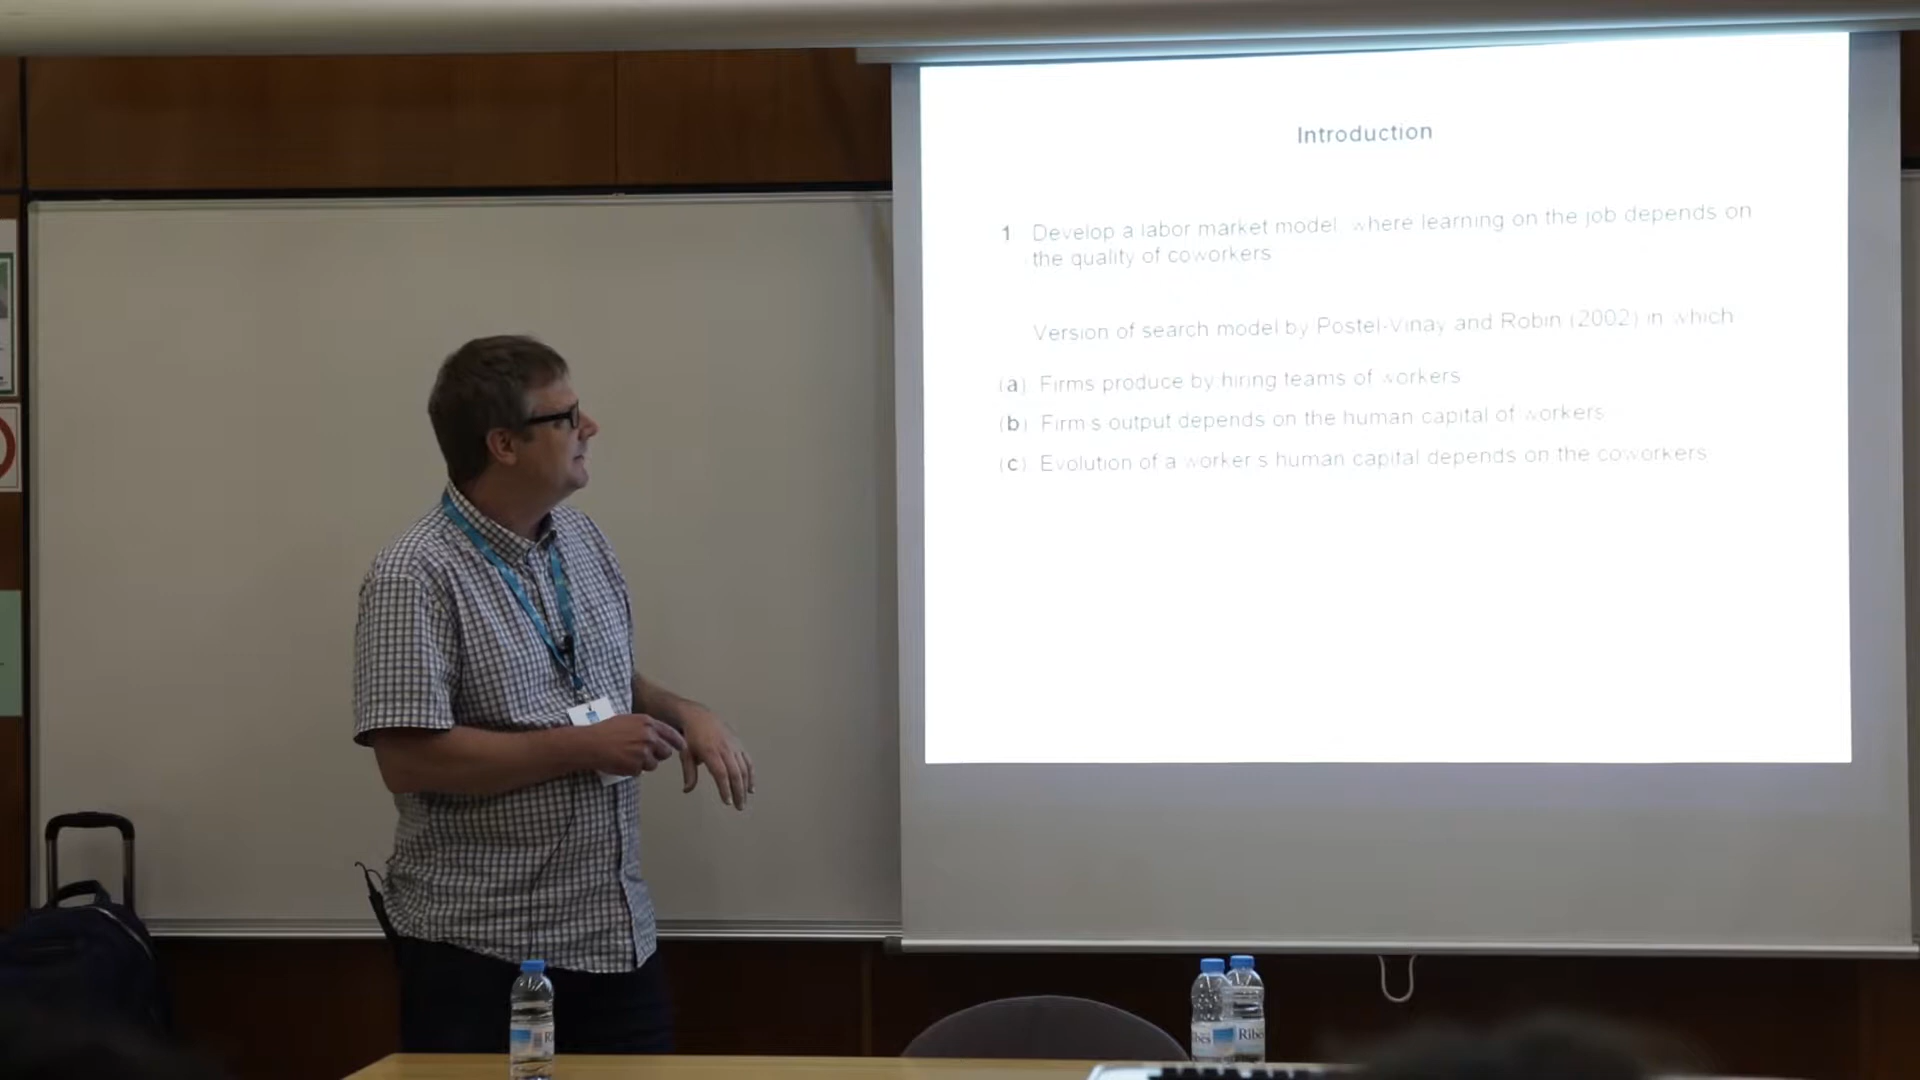 Introduction
1 Develop a labor market model where learning on the job depends on
the quality of coworkers
Version of search model by Postel-Vinay and Robin (2002) in which
(a) Firms produce by hiring teams of workers
(b) Firm s output depends on the human capital of workers
(c) Evolution of a worker s human capital depends on the coworkers